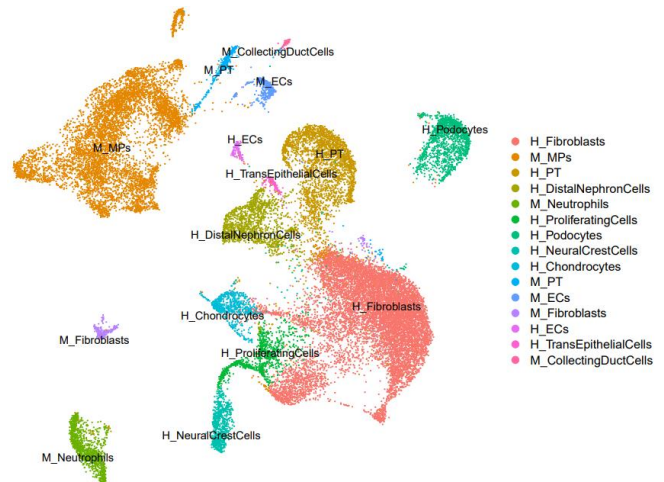 M_CollectingDuctCells
M_PT
M_ECs
H_Podocytes
H_ECs
M_MPs
H_PT
H_TransEpithelialCells
H_DistalNephronCells
H_Fibroblasts
H_Chondrocytes
M_Fibroblasts
H_ProliferatingCells
H_NeuralCrestCells
M_Neutrophils
H_Fibroblasts
M_MPs
H_PT
H_DistalNephronCells
M_Neutrophils
H_ProliferatingCells
H_Podocytes
H_NeuralCrestCells
H_Chondrocytes
M_PT
M_ECs
M_Fibroblasts
H_ECs
H_TransEpithelialCells
M_CollectingDuctCells